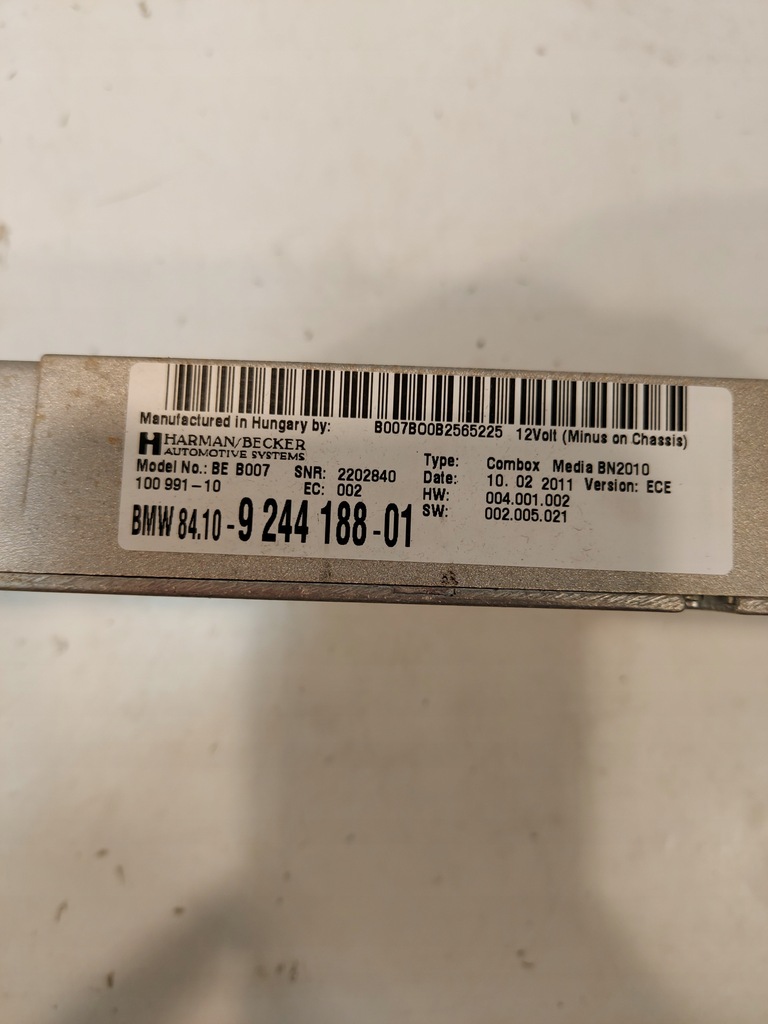 Manufactured in Hungary by: B007BO0B2565225 12Volt (Minus on Chassis)
HARMAN/BECKER
AUTOMOTIVE SYSTEMS
Model No.: BE B007 SNR: 2202840
100 991-10 EC: 002
BMW 84.10-9 244 188-01
Type: Combox Media BN2010
Date: 10. 02 2011 Version: ECE
HW: 004.001.002
SW: 002.005.021